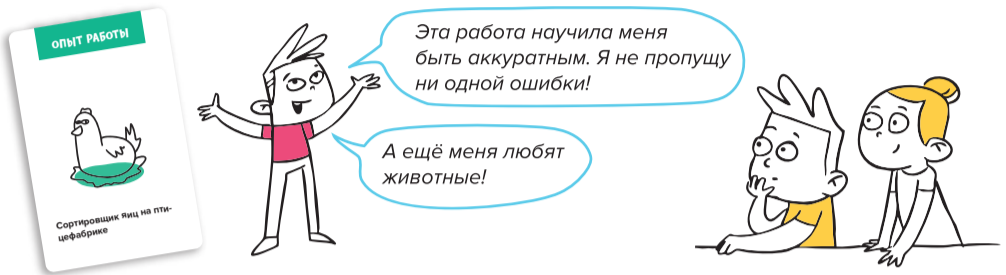 ОПЫТ РАБОТЫ
Сортировщик яиц на пти-
цефабрике
Эта работа научила меня
быть аккуратным. Я не пропущу
ни одной ошибки!
А ещё меня любят
животные!